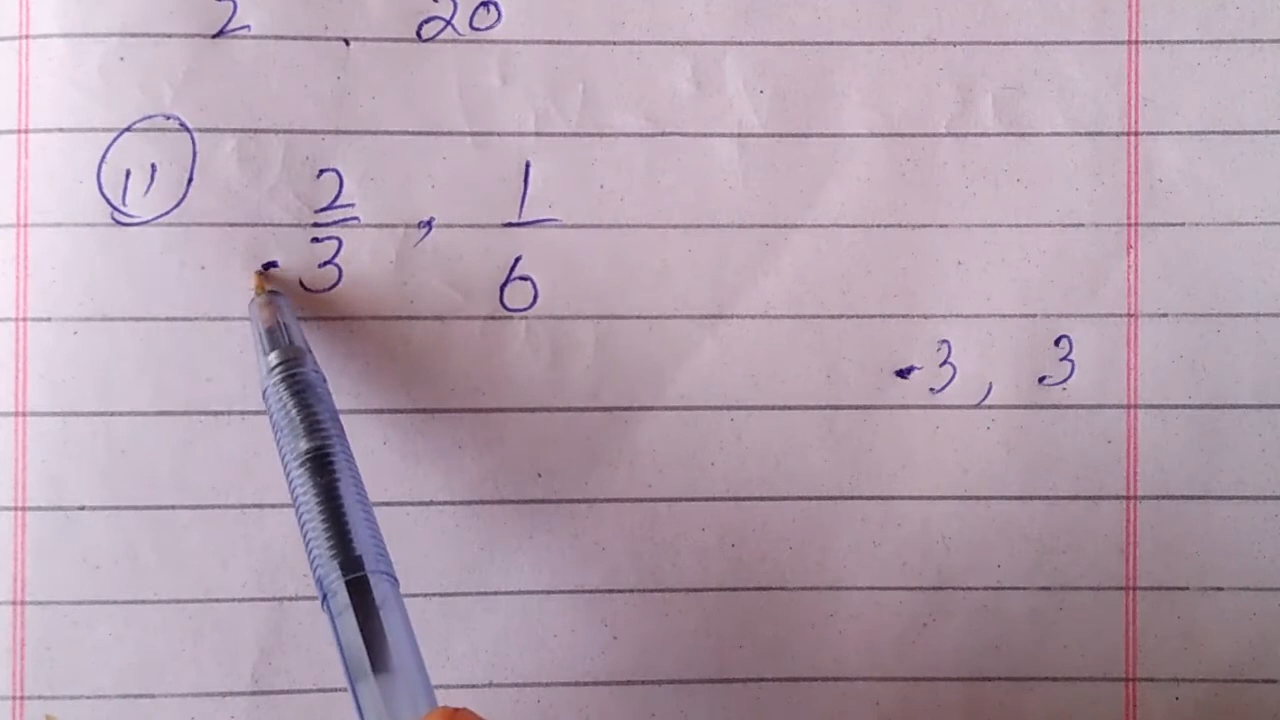 2 , 20
11 2/-3 , 1/6
-3, 3